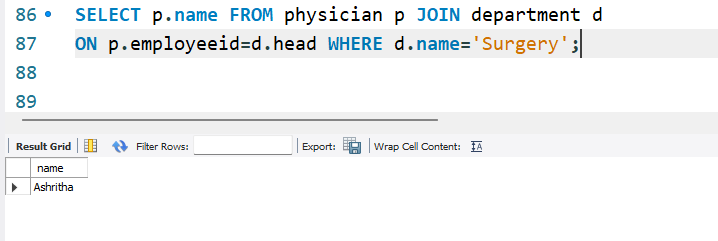 86 SELECT p.name FROM physician p JOIN department d
87 ON p.employeeid=d.head WHERE d.name='Surgery';
88
89
Result Grid Filter Rows: Export: Wrap Cell Content: IA
name
Ashritha